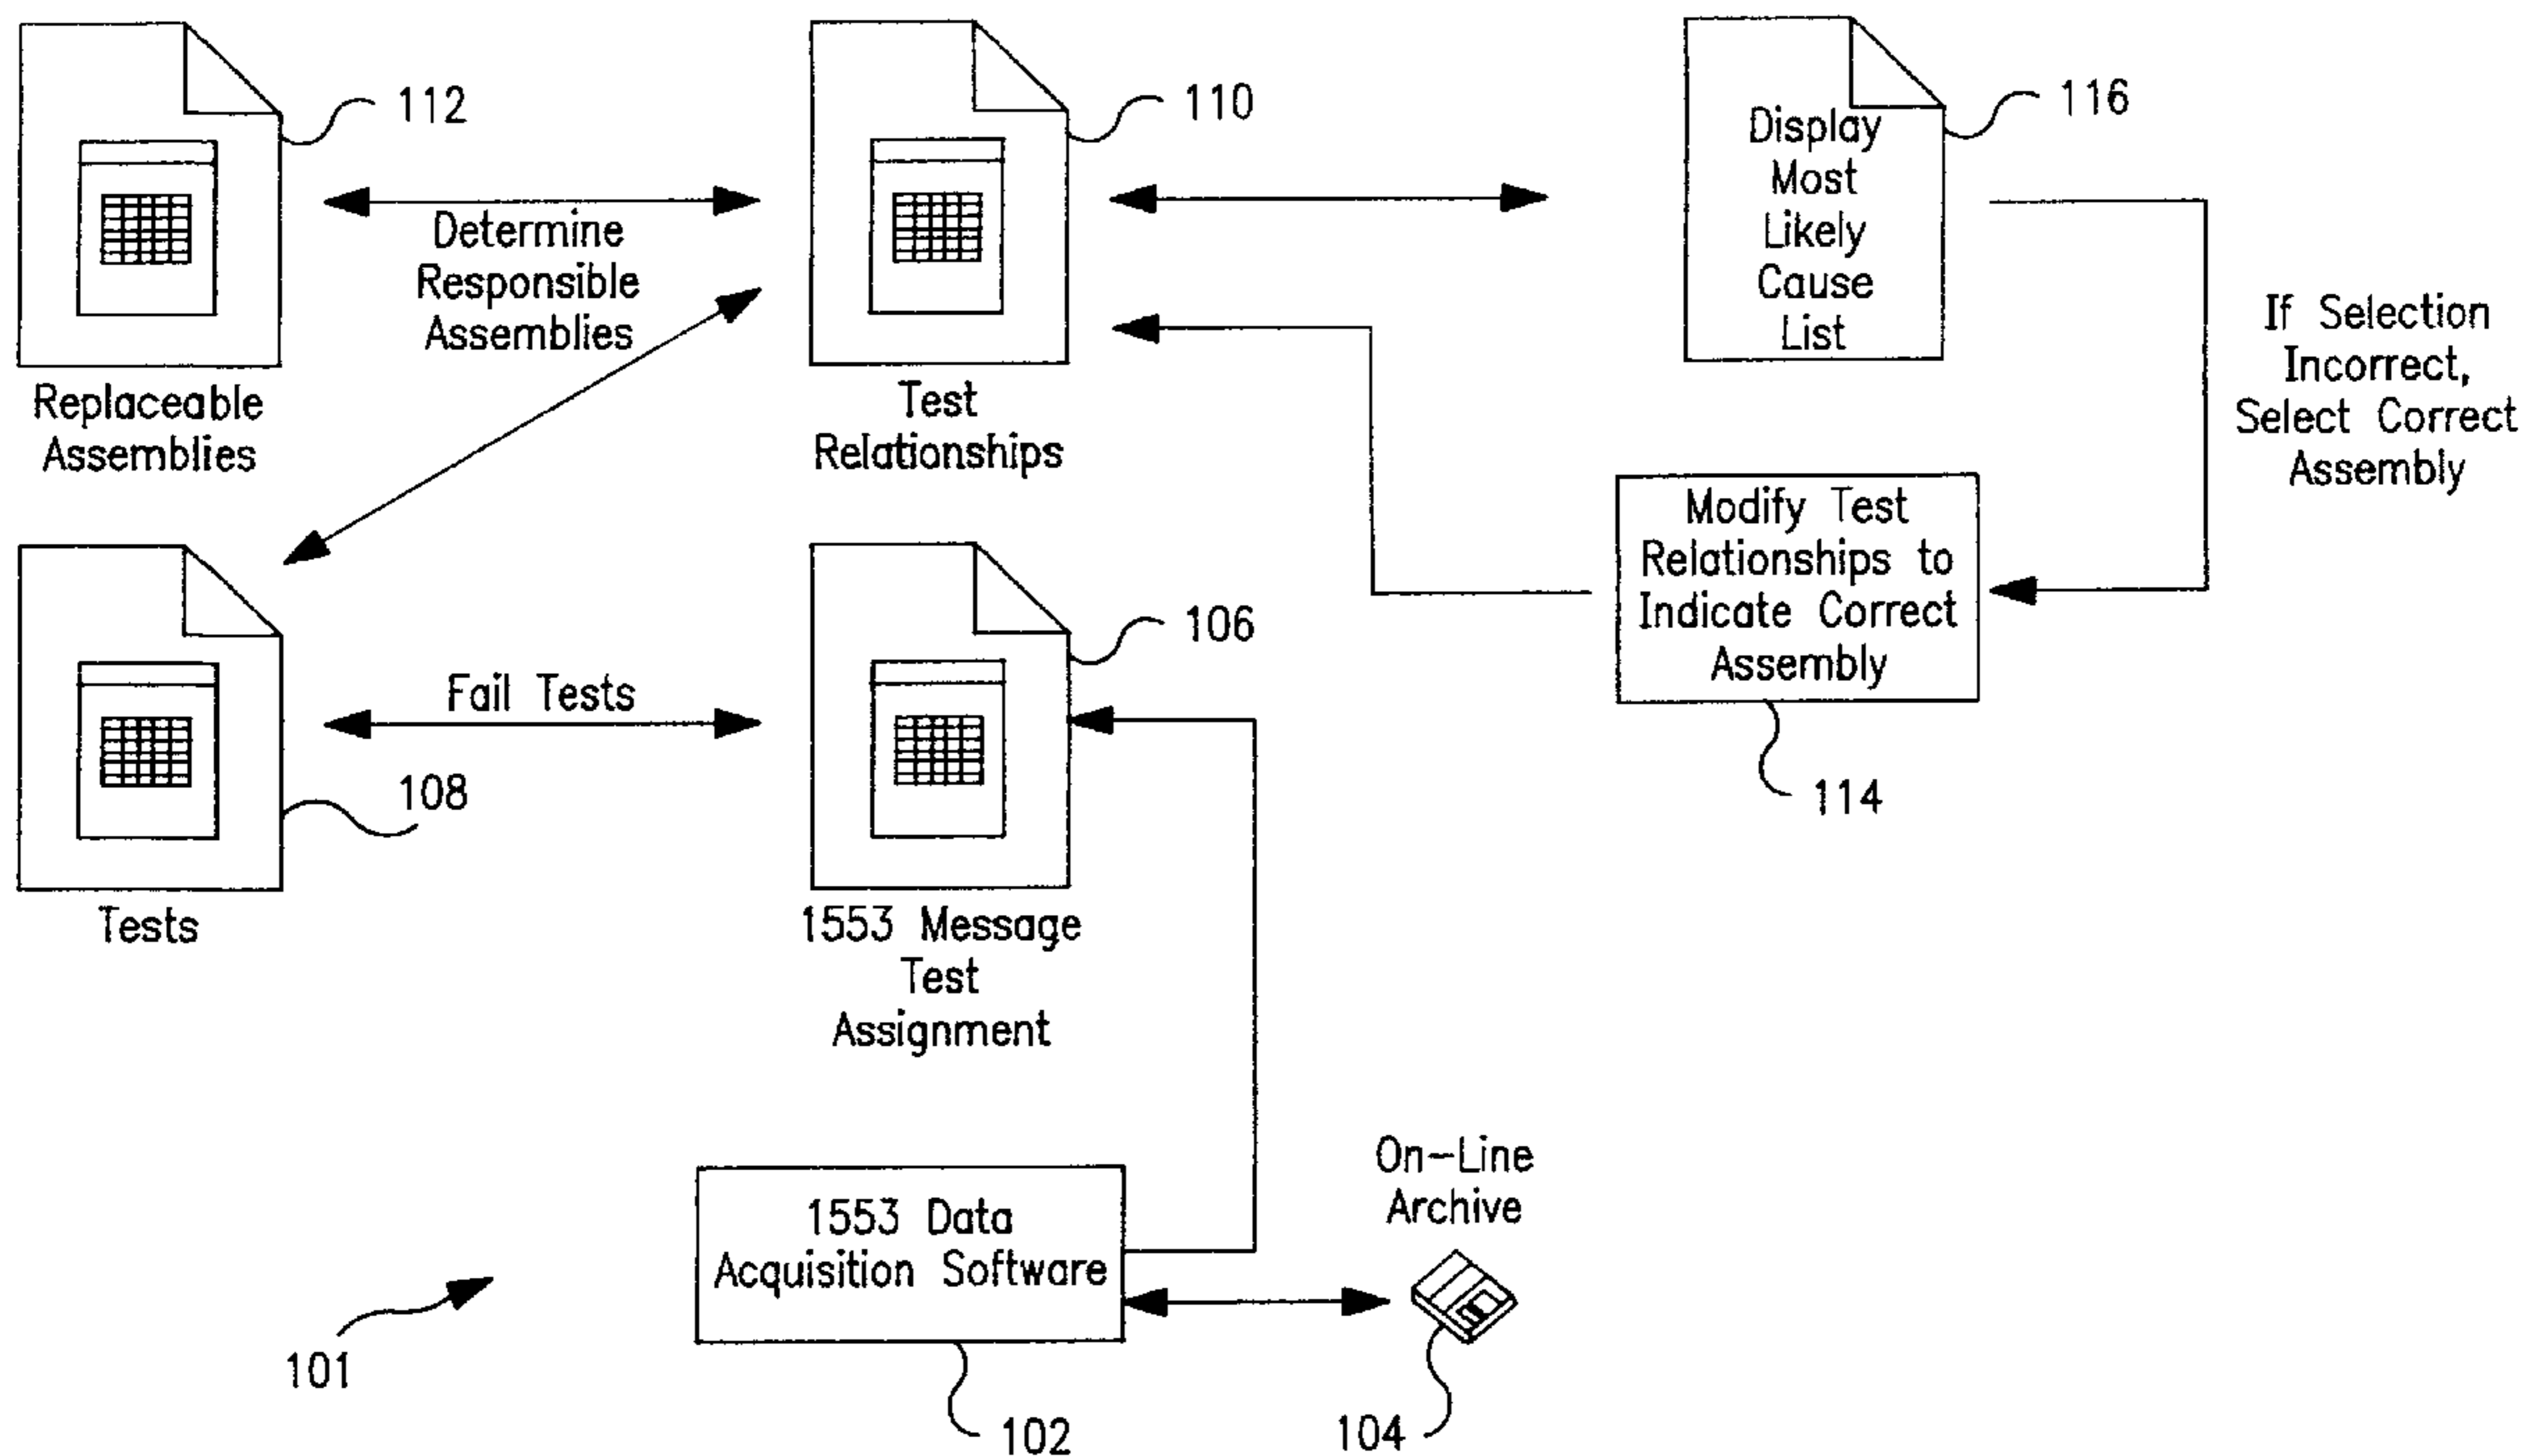 112
110
116
Display
Most
Likely
Cause
List
Determine
Responsible
Assemblies
If Selection
Incorrect,
Select Correct
Assembly
Replaceable
Assemblies
Test
Relationships
Modify Test
Relationships to
Indicate Correct
Assembly
114
106
Fail Tests
108
Tests
1553 Message
Test
Assignment
On-Line
Archive
1553 Data
Acquisition Software
101
102
104